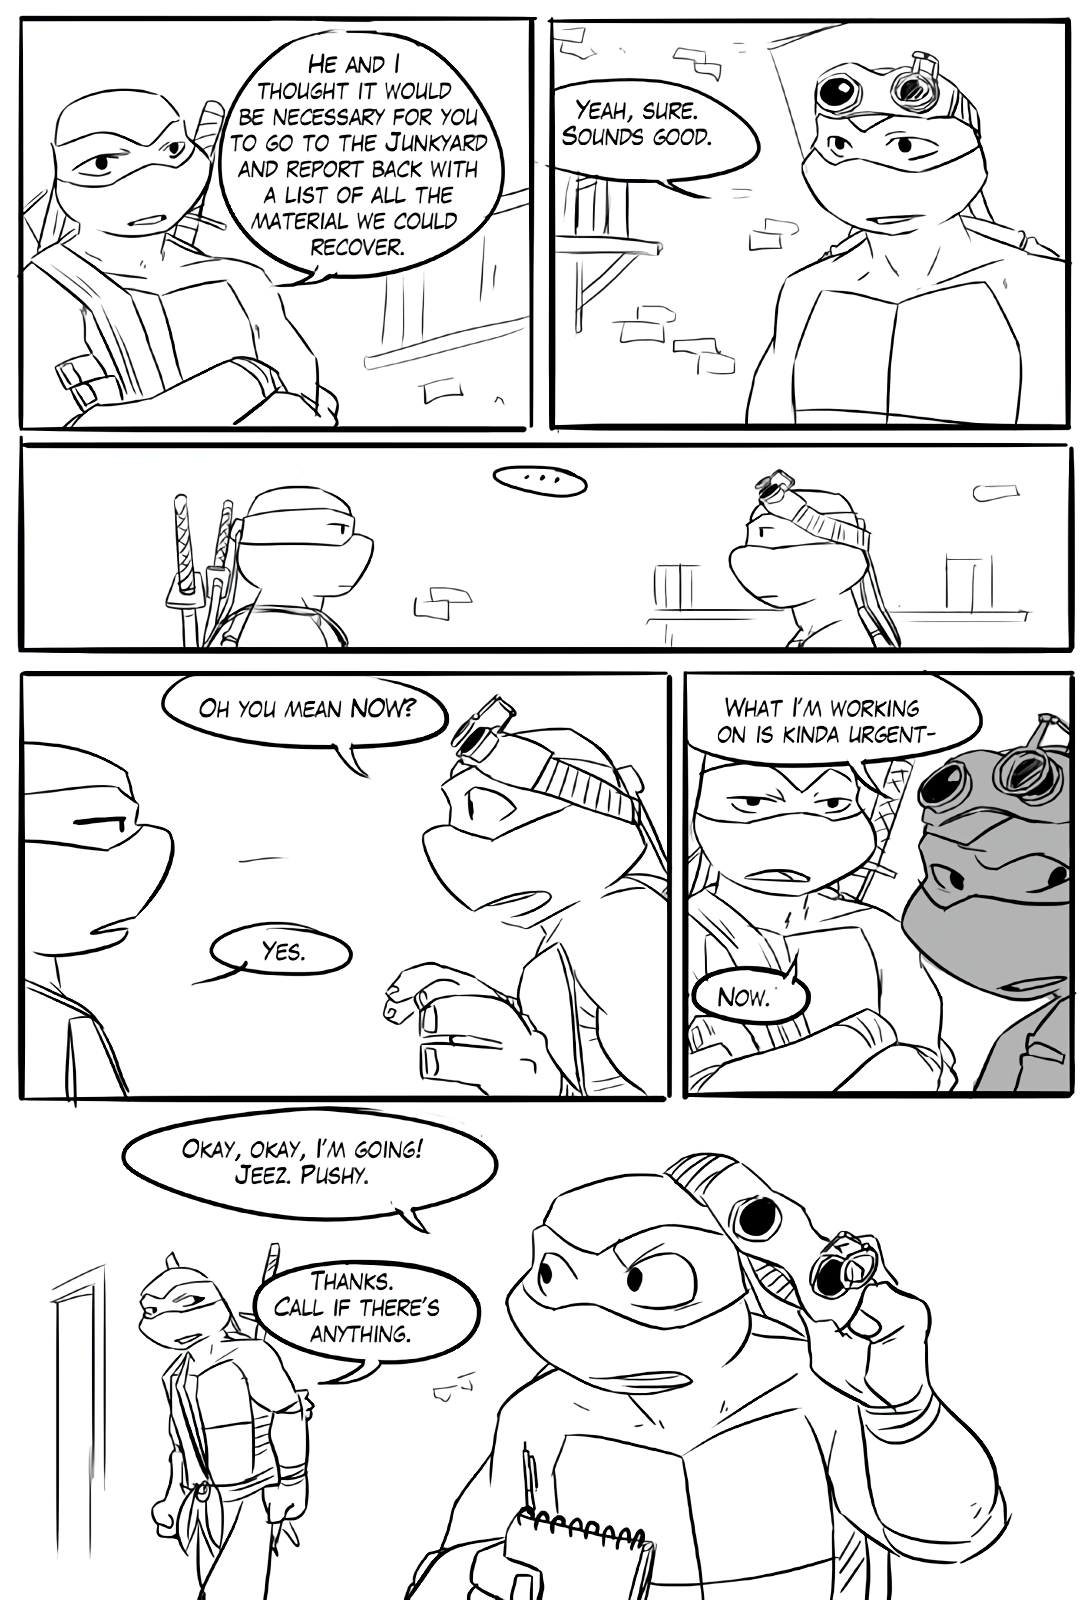 He and I
thought it would
be necessary for you
to go to the Junkyard
and report back with
a list of all the
material we could
recover.
Yeah, sure.
Sounds good.
...
Oh you mean NOW?
Yes.
What I'm working
on is kinda urgent-
Now.
Okay, okay, I'm going!
Jeez. Pushy.
Thanks.
Call if there's
anything.